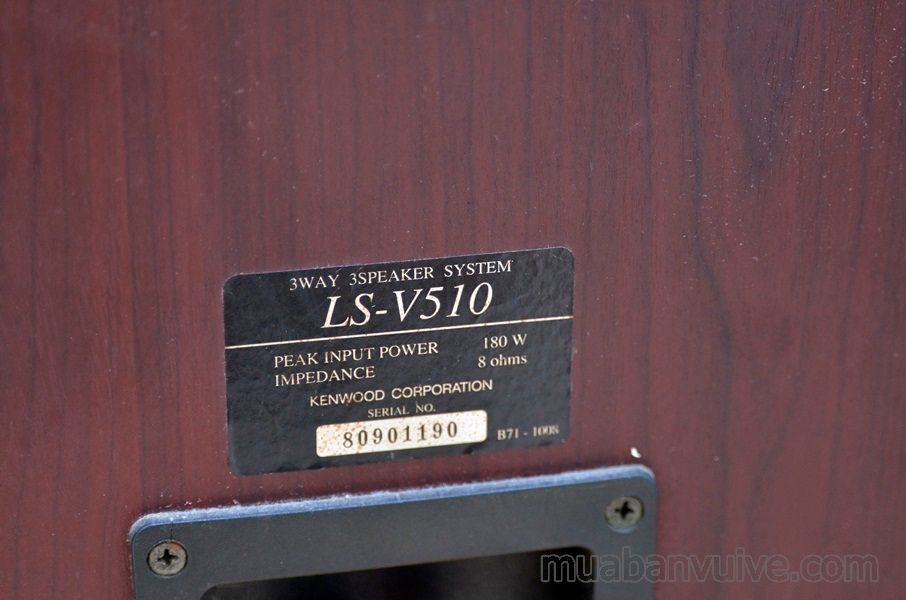 3WAY 3SPEAKER SYSTEM
LS-V510
PEAK INPUT POWER 180 W
IMPEDANCE 8 ohms
KENWOOD CORPORATION
SERIAL NO.
80901190
B71 - 1008
muabanvuive.com